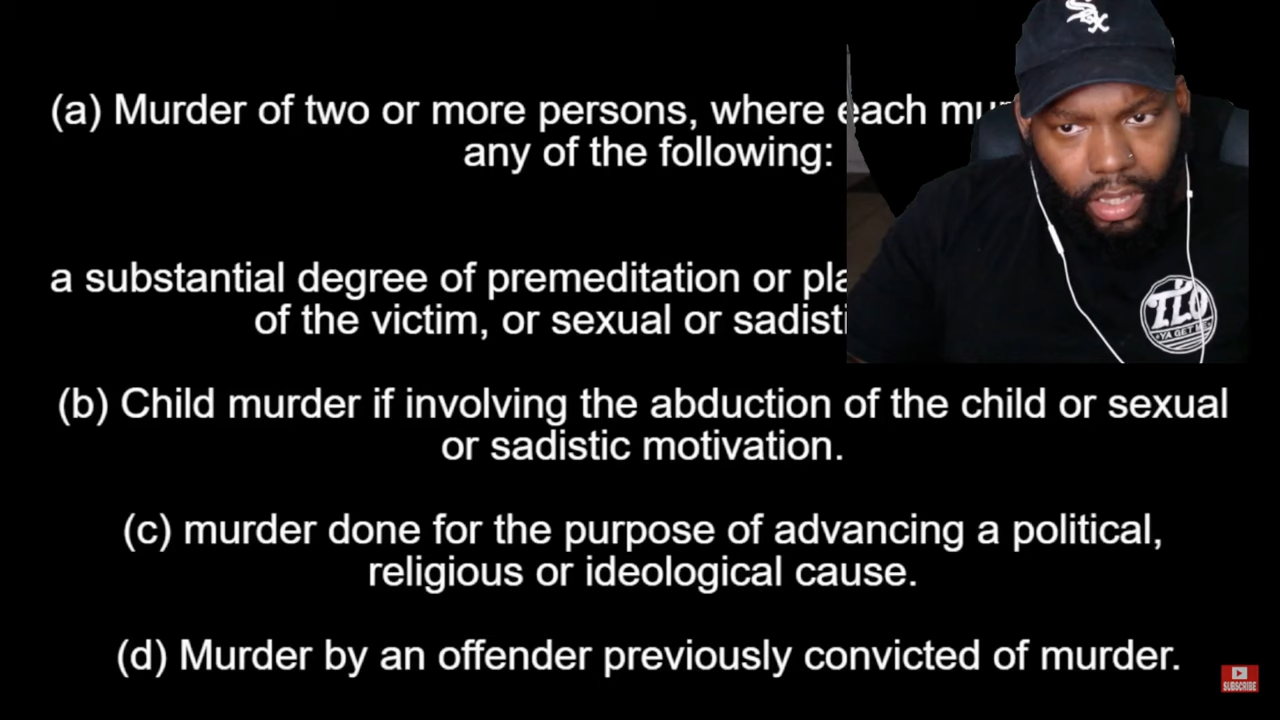 (a) Murder of two or more persons, where each
any of the following:
a substantial degree of premeditation or
of the victim, or sexual or
(b) Child murder if involving the abduction of the child or sexual
or sadistic motivation.
(c) murder done for the purpose of advancing a political,
religious or ideological cause.
(d) Murder by an offender previously convicted of murder.
Sox
TLO
SUBSCRIBE